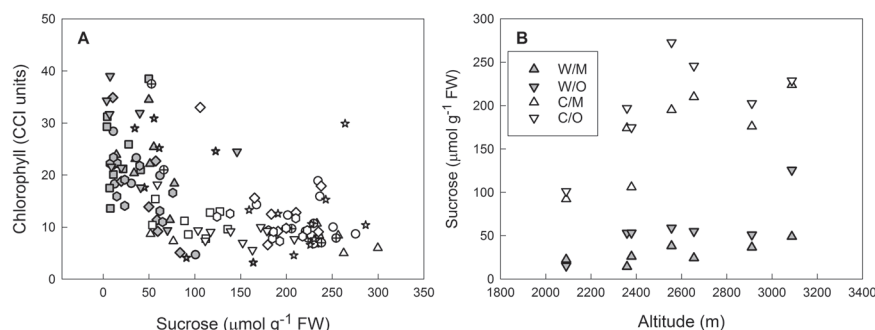 A
Chlorophyll (CCI units)
50
40
30
20
10
0
0 50 100 150 200 250 300 350
Sucrose (μmol g-1 FW)
B
Sucrose (μmol g-1 FW)
300
250
200
150
100
50
0
W/M
W/O
C/M
C/O
2000 2200 2400 2600 2800 3000 3200 3400
Altitude (m)